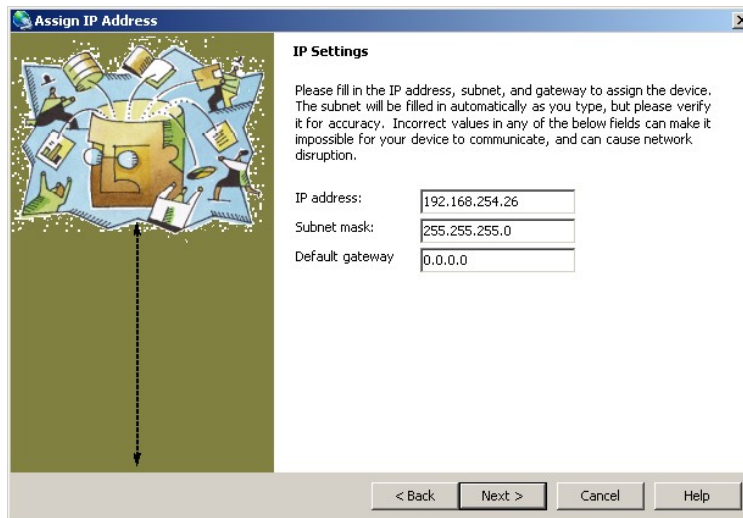 Assign IP Address
IP Settings
Please fill in the IP address, subnet, and gateway to assign the device.
The subnet will be filled in automatically as you type, but please verify
it for accuracy. Incorrect values in any of the below fields can make it
impossible for your device to communicate, and can cause network
disruption.
IP address: 192.168.254.26
Subnet mask: 255.255.255.0
Default gateway 0.0.0.0
< Back Next > Cancel Help